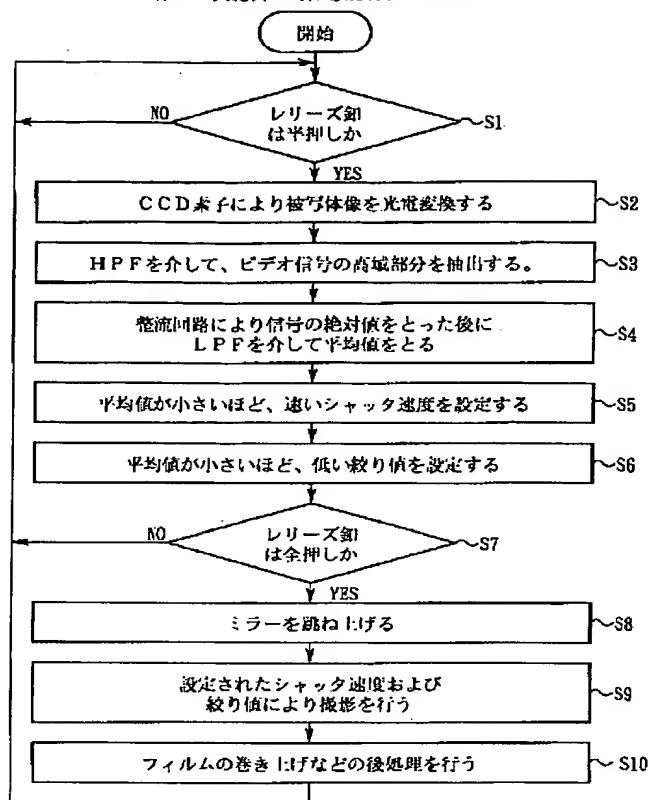 開始
レリーズ釦
は半押しか
NO
S1
YES
CCD素子により被写体像を光電変換する
S2
HPFを介して、ビデオ信号の高域部分を抽出する。
S3
整流回路により信号の絶対値をとった後に
LPFを介して平均値をとる
S4
平均値が小さいほど、速いシャッタ速度を設定する
S5
平均値が小さいほど、低い絞り値を設定する
S6
レリーズ釦
は全押しか
NO
S7
YES
ミラーを跳ね上げる
S8
設定されたシャッタ速度および
絞り値により撮影を行う
S9
フィルムの巻き上げなどの後処理を行う
S10